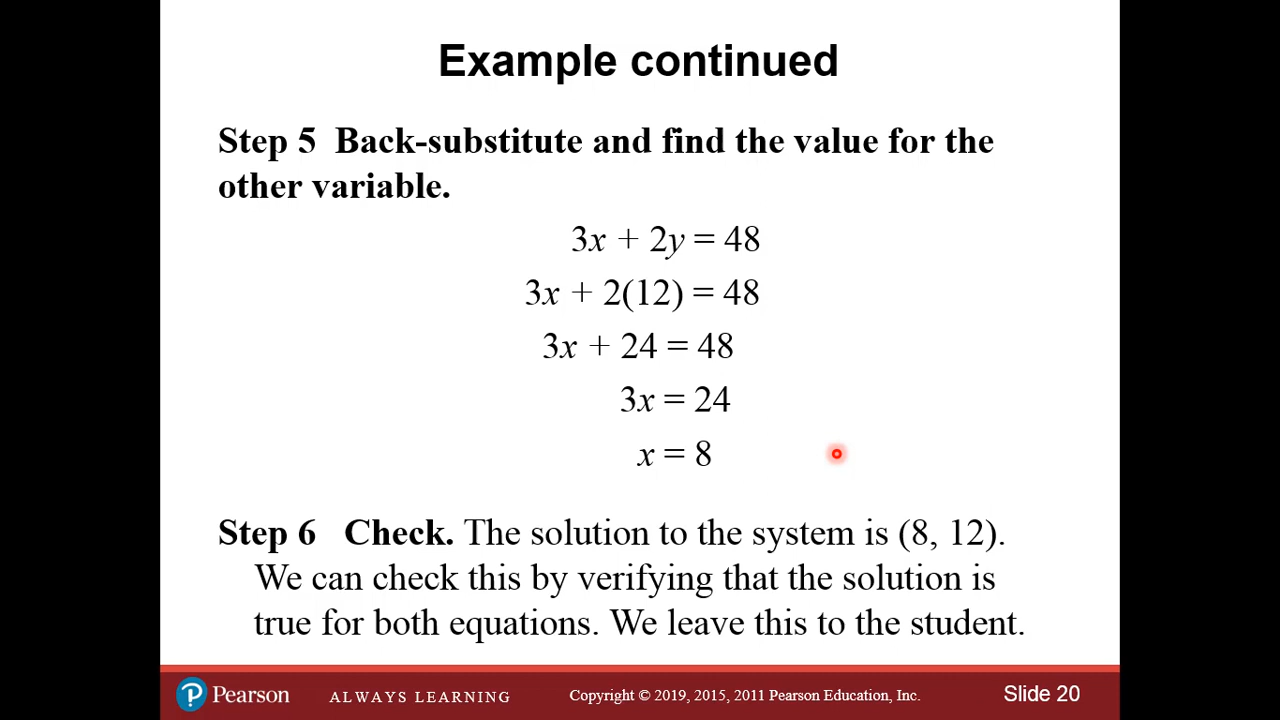 Example continued
Step 5 Back-substitute and find the value for the
other variable.
3x + 2y = 48
3x + 2(12) = 48
3x + 24 = 48
3x = 24
x = 8
Step 6 Check. The solution to the system is (8, 12).
We can check this by verifying that the solution is
true for both equations. We leave this to the student.
P Pearson ALWAYS LEARNING Copyright © 2019, 2015, 2011 Pearson Education, Inc. Slide 20